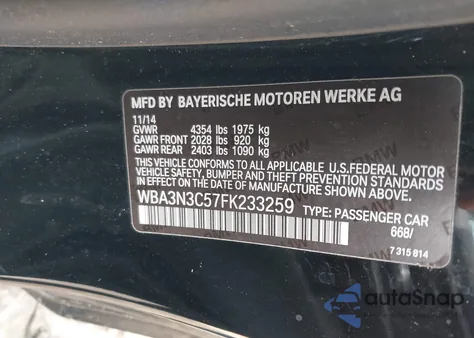 MFD BY BAYERISCHE MOTOREN WERKE AG
11/14
GVWR 4354 lbs 1975 kg
GAWR FRONT 2028 lbs 920 kg
GAWR REAR 2403 lbs 1090 kg
THIS VEHICLE CONFORMS TO ALL APPLICABLE U.S.FEDERAL MOTOR
VEHICLE SAFETY, BUMPER AND THEFT PREVENTION STANDARDS
IN EFFECT ON THE DATE OF MANUFACTURE SHOWN ABOVE.
WBA3N3C57FK233259 TYPE: PASSENGER CAR
668/
7 315 814
autoSnap